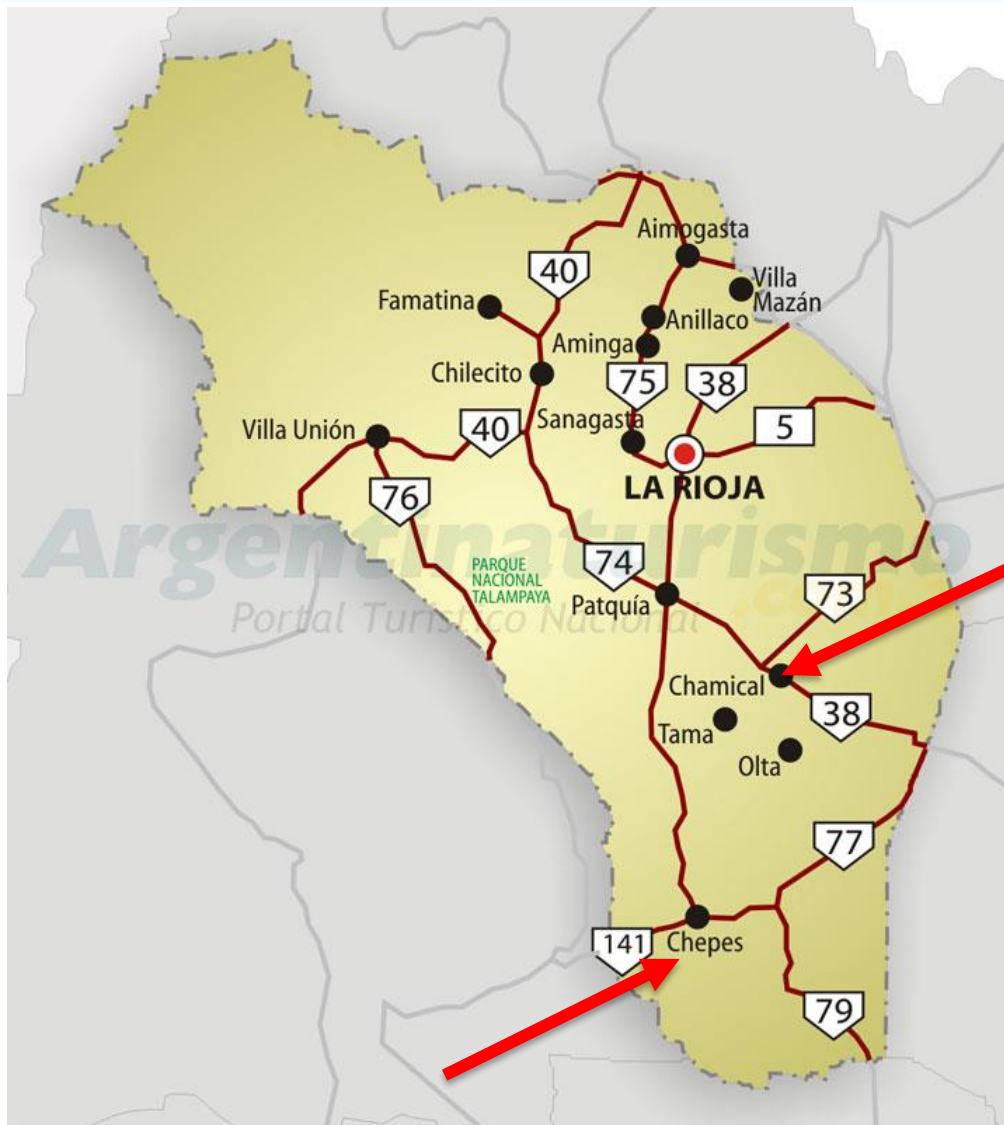 Aimogasta
40
Villa
Mazán
Famatina
Anillaco
Aminga
Chilecito
75
38
Sanagasta
5
Villa Unión
40
LA RIOJA
76
Argentinaturismo
.com
PARQUE
NACIONAL
TALAMPAYA
74
73
Patquía
Portal Turístico Nacional
Chamical
38
Tama
Olta
77
141
Chepes
79